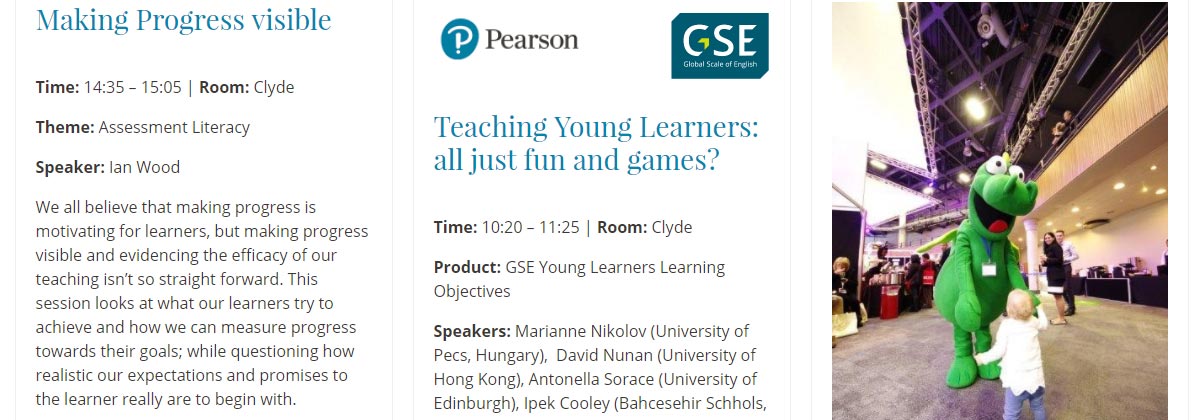 Making Progress visible
Time: 14:35 – 15:05 | Room: Clyde
Theme: Assessment Literacy
Speaker: Ian Wood
We all believe that making progress is
motivating for learners, but making progress
visible and evidencing the efficacy of our
teaching isn’t so straight forward. This
session looks at what our learners try to
achieve and how we can measure progress
towards their goals; while questioning how
realistic our expectations and promises to
the learner really are to begin with.
Pearson
GSE
Global Scale of English
Teaching Young Learners:
all just fun and games?
Time: 10:20 – 11:25 | Room: Clyde
Product: GSE Young Learners Learning
Objectives
Speakers: Marianne Nikolov (University of
Pecs, Hungary),  David Nunan (University of
Hong Kong), Antonella Sorace (University of
Edinburgh), Ipek Cooley (Bahcesehir Schhols,